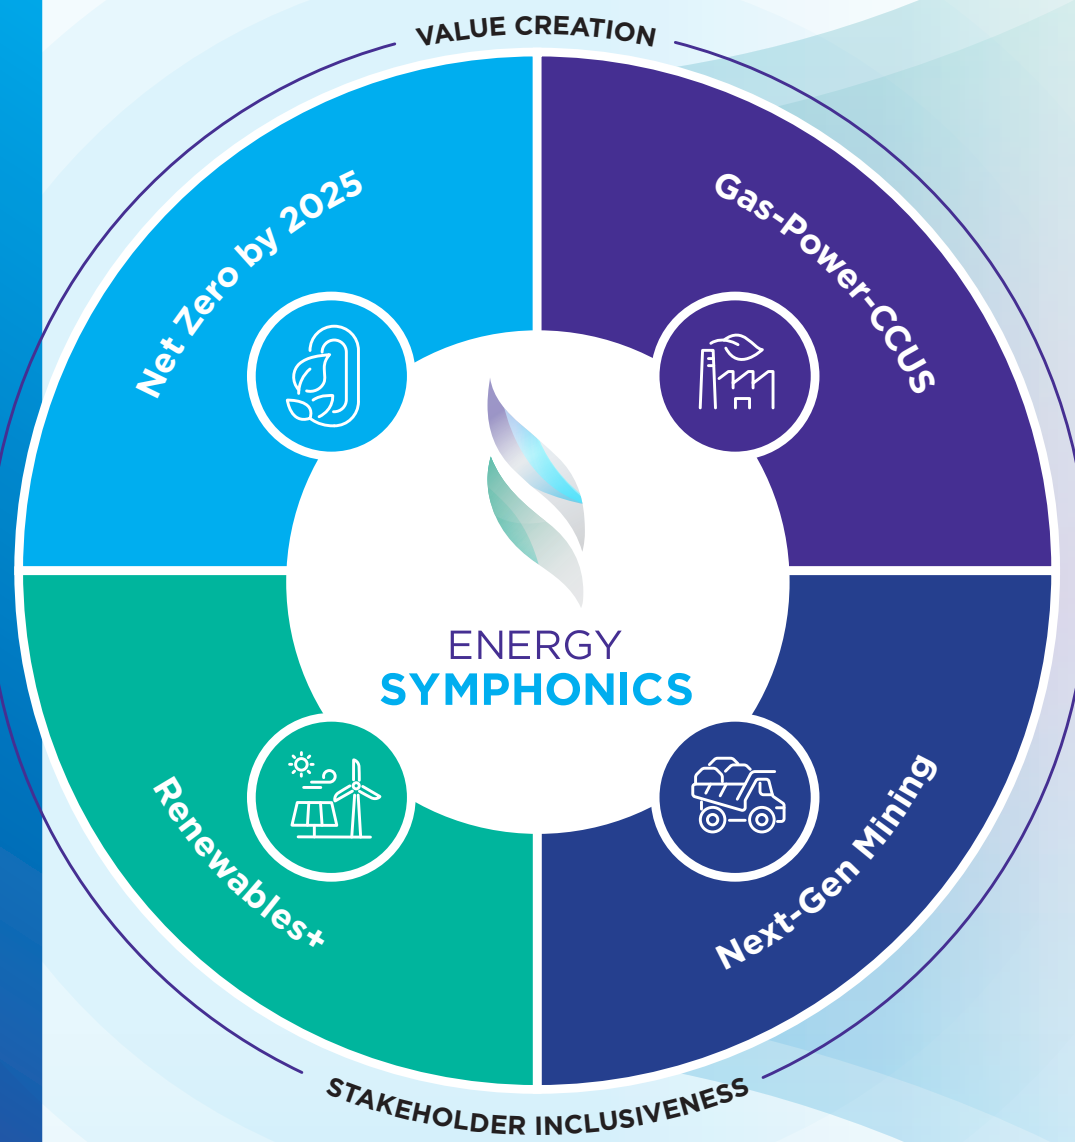 VALUE CREATION
Net Zero by 2025
Gas-Power-CCUS
ENERGY
SYMPHONICS
Renewables+
Next-Gen Mining
STAKEHOLDER INCLUSIVENESS